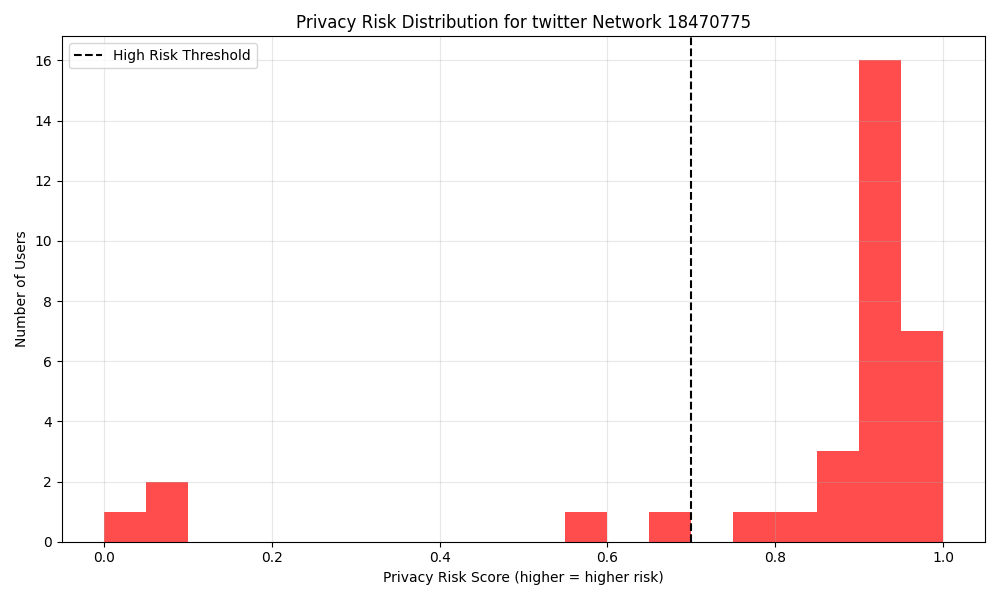 Privacy Risk Distribution for twitter Network 18470775
High Risk Threshold
16
14
12
10
8
6
4
2
0
Number of Users
0.0 0.2 0.4 0.6 0.8 1.0
Privacy Risk Score (higher = higher risk)